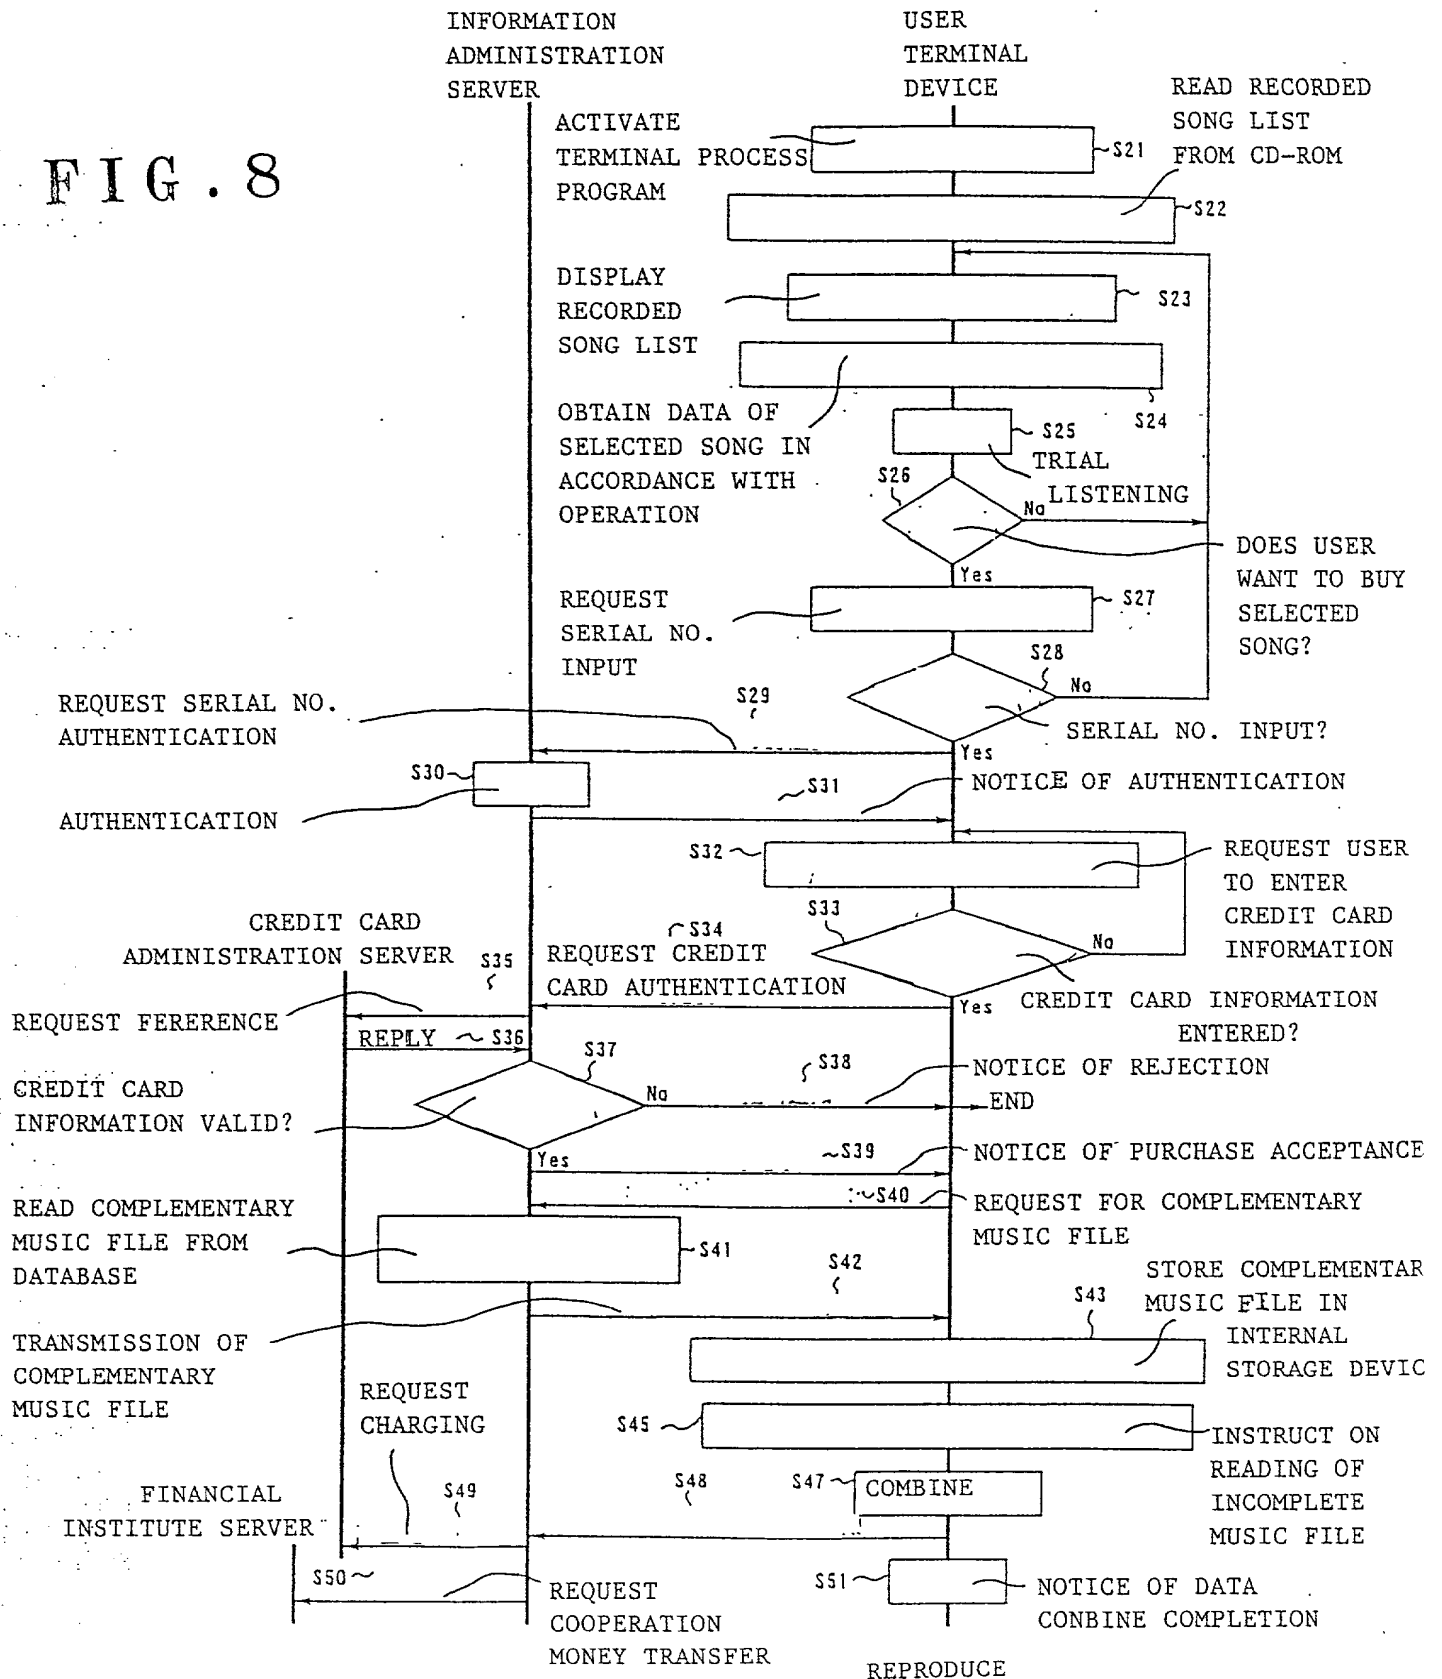 FIG. 8
INFORMATION
ADMINISTRATION
SERVER
USER
TERMINAL
DEVICE
READ RECORDED
SONG LIST
FROM CD-ROM
ACTIVATE
TERMINAL PROCESS
PROGRAM
S21
S22
DISPLAY
RECORDED
SONG LIST
S23
S24
OBTAIN DATA OF
SELECTED SONG IN
ACCORDANCE WITH
OPERATION
S25
TRIAL
LISTENING
S26
No
Yes
DOES USER
WANT TO BUY
SELECTED
SONG?
REQUEST
SERIAL NO.
INPUT
S27
S28
No
SERIAL NO. INPUT?
Yes
REQUEST SERIAL NO.
AUTHENTICATION
S29
S30
AUTHENTICATION
S31
NOTICE OF AUTHENTICATION
S32
REQUEST USER
TO ENTER
CREDIT CARD
INFORMATION
S33
No
Yes
CREDIT CARD INFORMATION
ENTERED?
CREDIT CARD
ADMINISTRATION SERVER
S34
REQUEST CREDIT
CARD AUTHENTICATION
S35
REQUEST FERERENCE
REPLY
S36
S37
CREDIT CARD
INFORMATION VALID?
No
S38
NOTICE OF REJECTION
END
Yes
S39
NOTICE OF PURCHASE ACCEPTANCE
S40
REQUEST FOR COMPLEMENTARY
MUSIC FILE
READ COMPLEMENTARY
MUSIC FILE FROM
DATABASE
S41
S42
TRANSMISSION OF
COMPLEMENTARY
MUSIC FILE
S43
STORE COMPLEMENTAR
MUSIC FILE IN
INTERNAL
STORAGE DEVIC
REQUEST
CHARGING
S45
INSTRUCT ON
READING OF
INCOMPLETE
MUSIC FILE
S47
COMBINE
S48
S49
FINANCIAL
INSTITUTE SERVER
S50
REQUEST
COOPERATION
MONEY TRANSFER
S51
NOTICE OF DATA
CONBINE COMPLETION
REPRODUCE